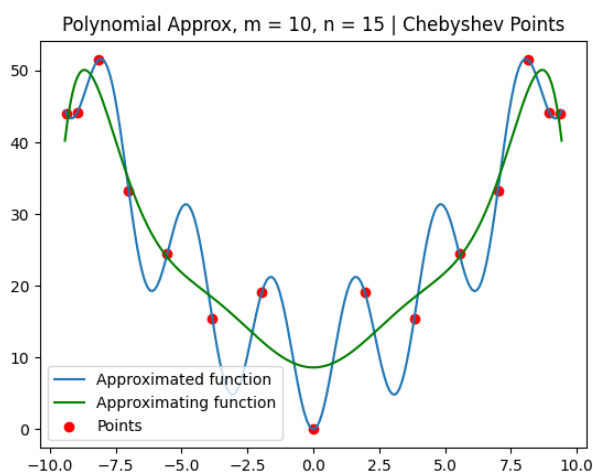 Polynomial Approx, m = 10, n = 15 | Chebyshev Points
50
40
30
20
10
0
Approximated function
Approximating function
Points
−10.0 −7.5 −5.0 −2.5 0.0 2.5 5.0 7.5 10.0